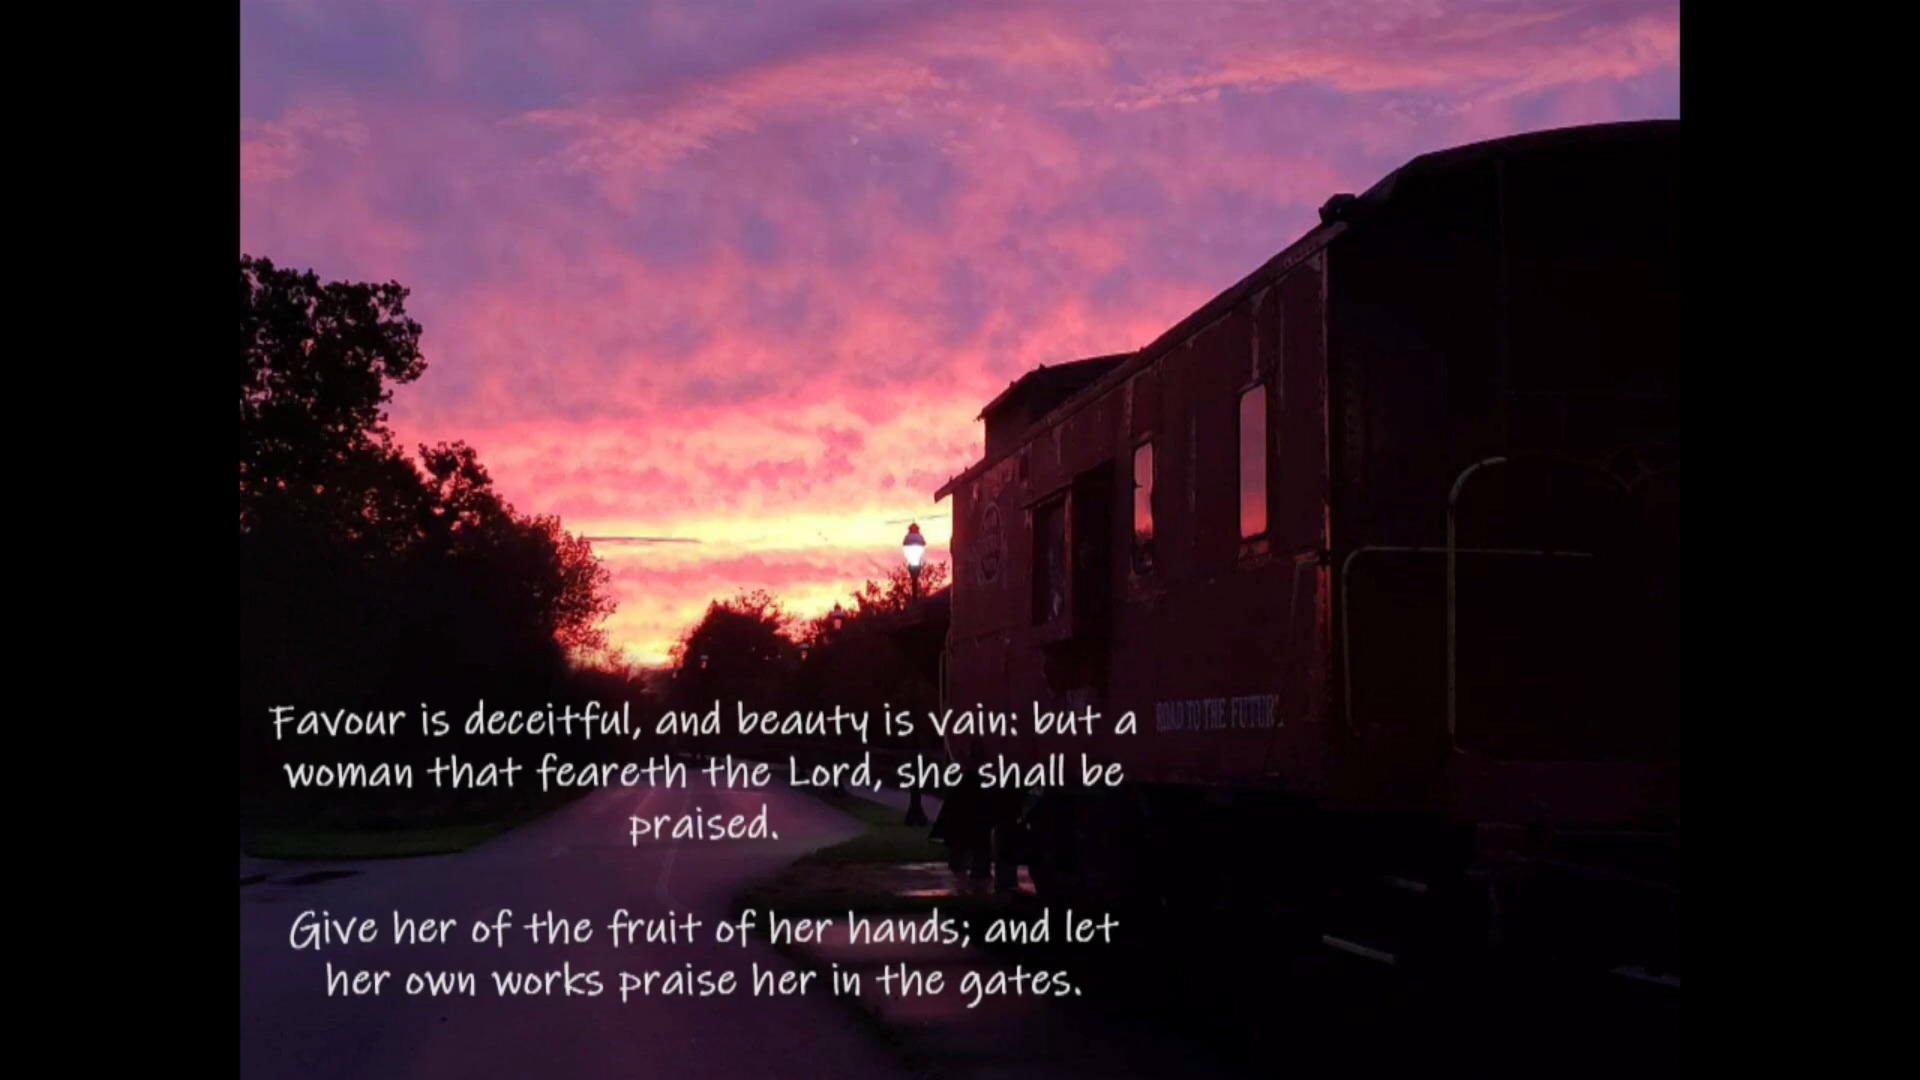 Favour is deceitful, and beauty is vain: but a
woman that feareth the Lord, she shall be
praised.
Give her of the fruit of her hands; and let
her own works praise her in the gates.
ROAD TO THE FUTURE